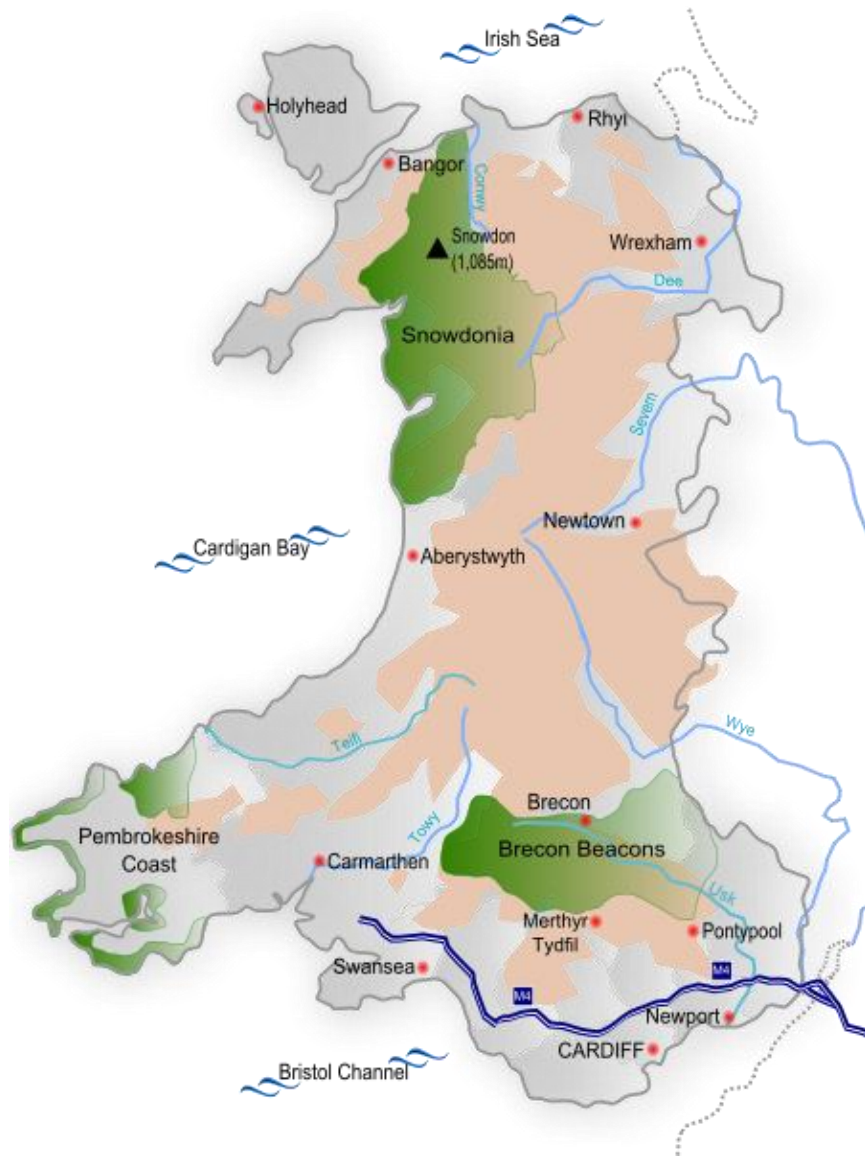 Irish Sea
Holyhead
Rhyl
Bangor
Conwy
Snowdon
(1,085m)
Wrexham
Dee
Snowdonia
Severn
Newtown
Cardigan Bay
Aberystwyth
Teifi
Wye
Towy
Brecon
Pembrokeshire
Coast
Carmarthen
Brecon Beacons
Usk
Merthyr
Tydfil
Pontypool
Swansea
M4
M4
Newport
CARDIFF
Bristol Channel